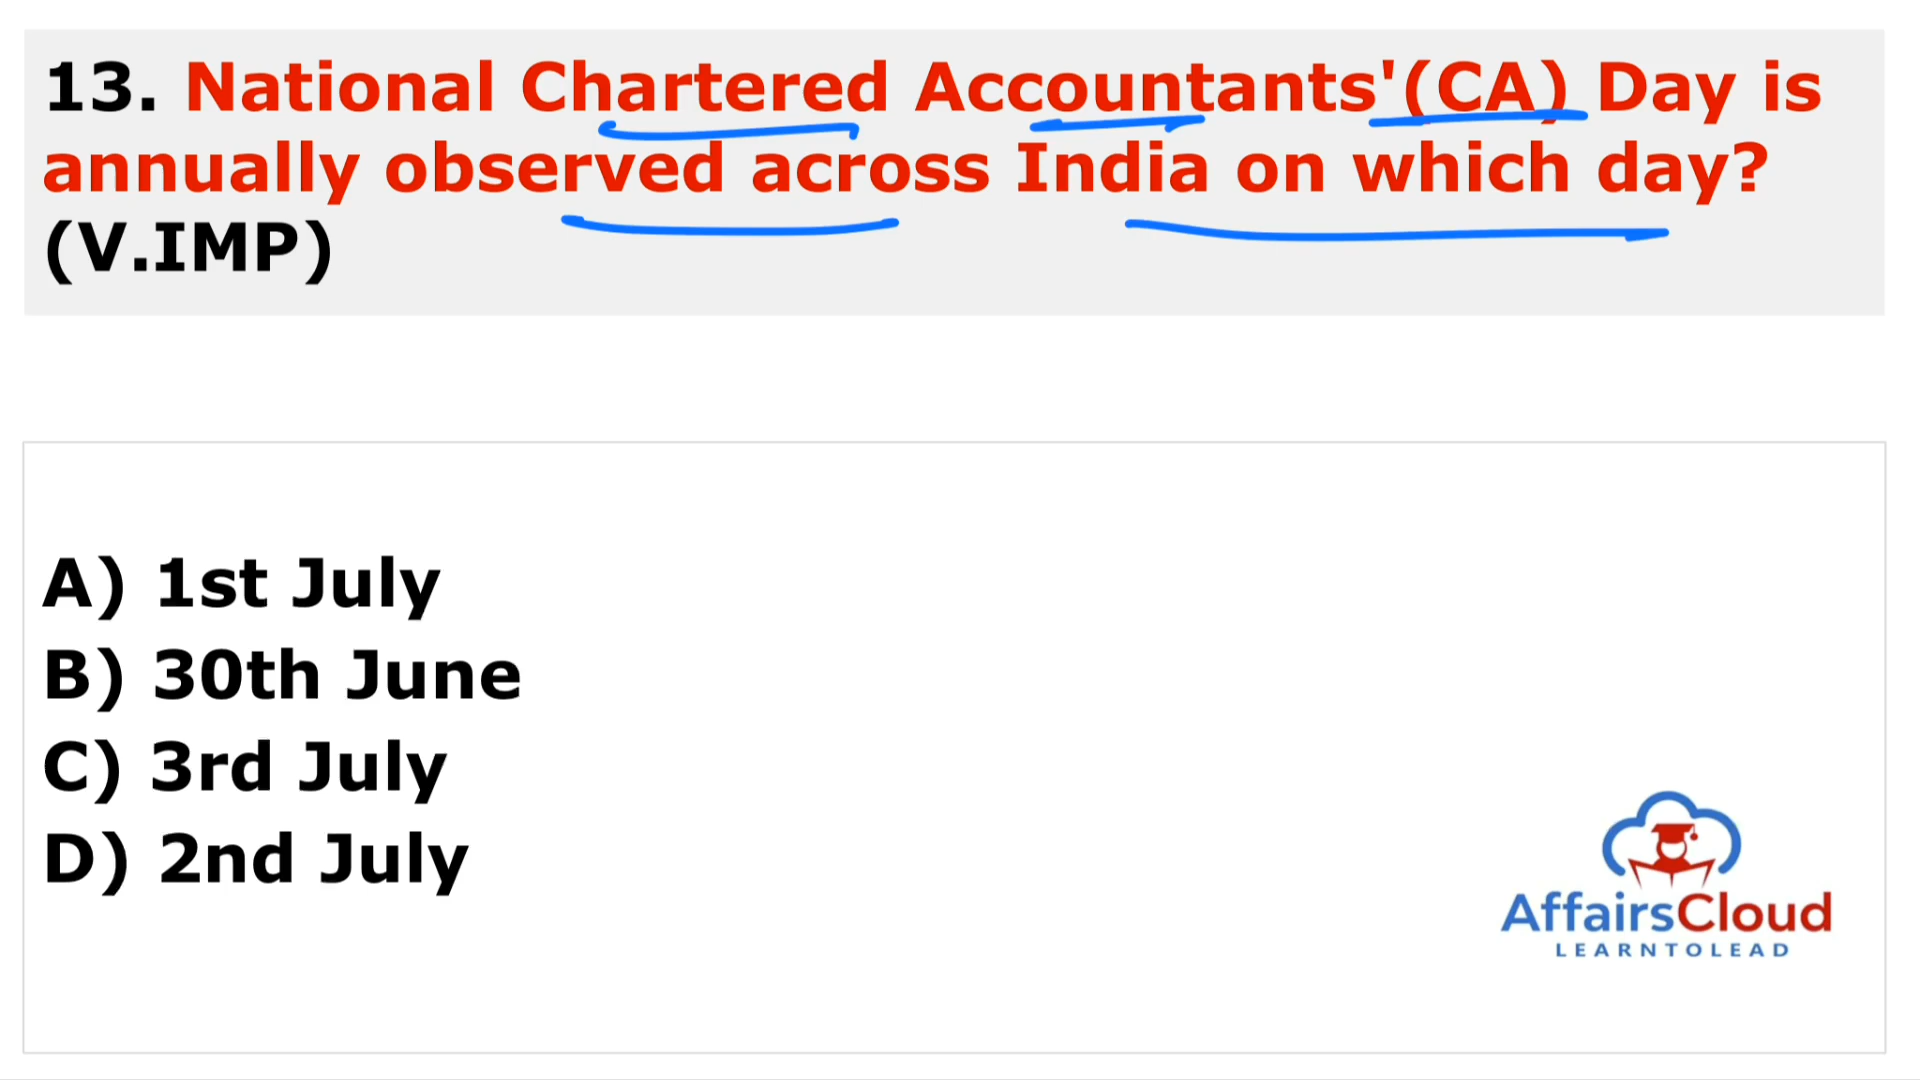 13. National Chartered Accountants'(CA) Day is
annually observed across India on which day?
(V.IMP)
A) 1st July
B) 30th June
C) 3rd July
D) 2nd July
AffairsCloud
LEARNTOLEAD